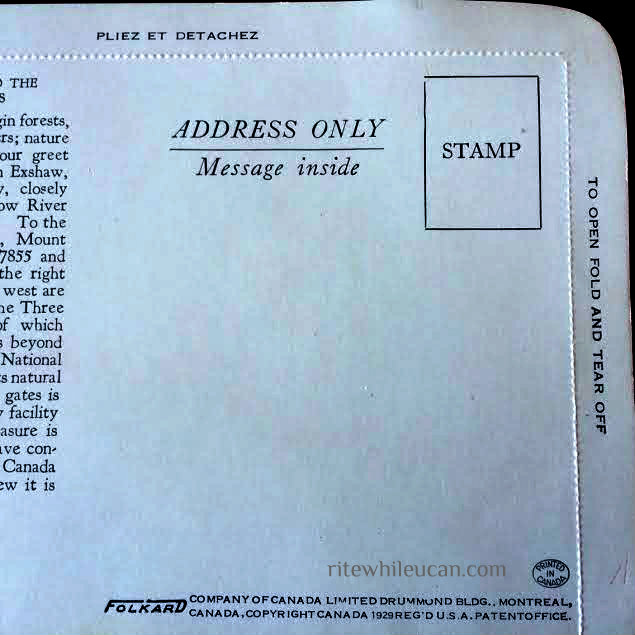 PLIEZ ET DETACHEZ
THE
S
gin forests,
rs; nature
our greet
Exshaw,
y, closely
ow River
To the
, Mount
7855 and
the right
west are
he Three
of which
s beyond
National
s natural
gates is
y facility
asure is
ave con-
Canada
ew it is
ADDRESS ONLY
Message inside
STAMP
TO OPEN FOLD AND TEAR OFF
ritewhileucan.com
PRINTED
IN
CANADA
FOLKARD COMPANY OF CANADA LIMITED DRUMMOND BLDG., MONTREAL,
CANADA, COPYRIGHT CANADA 1929 REG'D U.S.A. PATENT OFFICE.